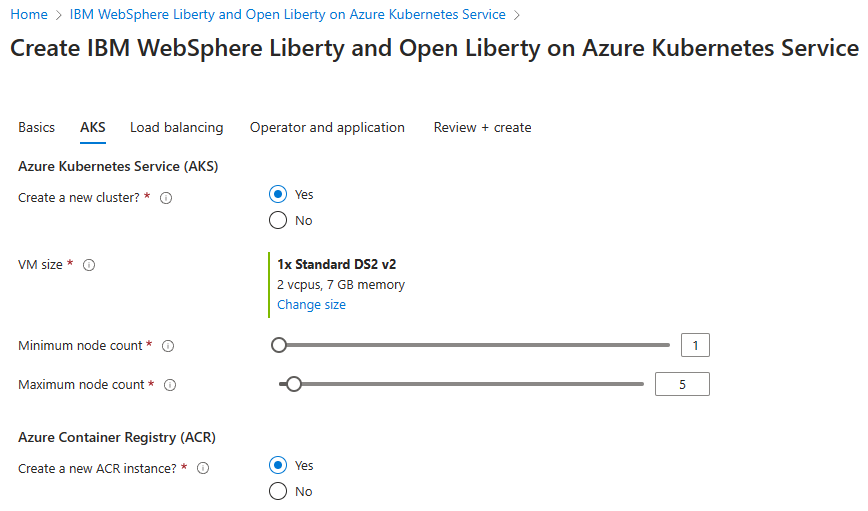 Home > IBM WebSphere Liberty and Open Liberty on Azure Kubernetes Service >
Create IBM WebSphere Liberty and Open Liberty on Azure Kubernetes Service
Basics AKS Load balancing Operator and application Review + create
Azure Kubernetes Service (AKS)
Create a new cluster? * Yes
No
VM size * 1x Standard DS2 v2
2 vcpus, 7 GB memory
Change size
Minimum node count * 1
Maximum node count * 5
Azure Container Registry (ACR)
Create a new ACR instance? * Yes
No